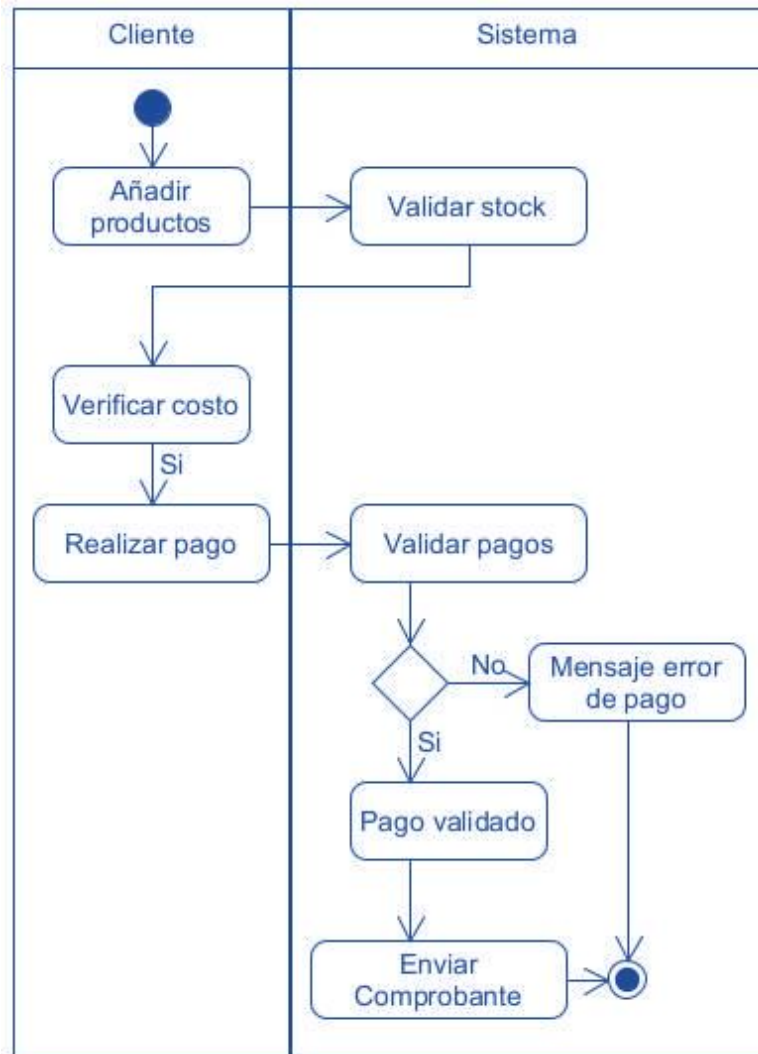 Cliente
Sistema
Añadir
productos
Validar stock
Verificar costo
Si
Realizar pago
Validar pagos
No
Mensaje error
de pago
Si
Pago validado
Enviar
Comprobante